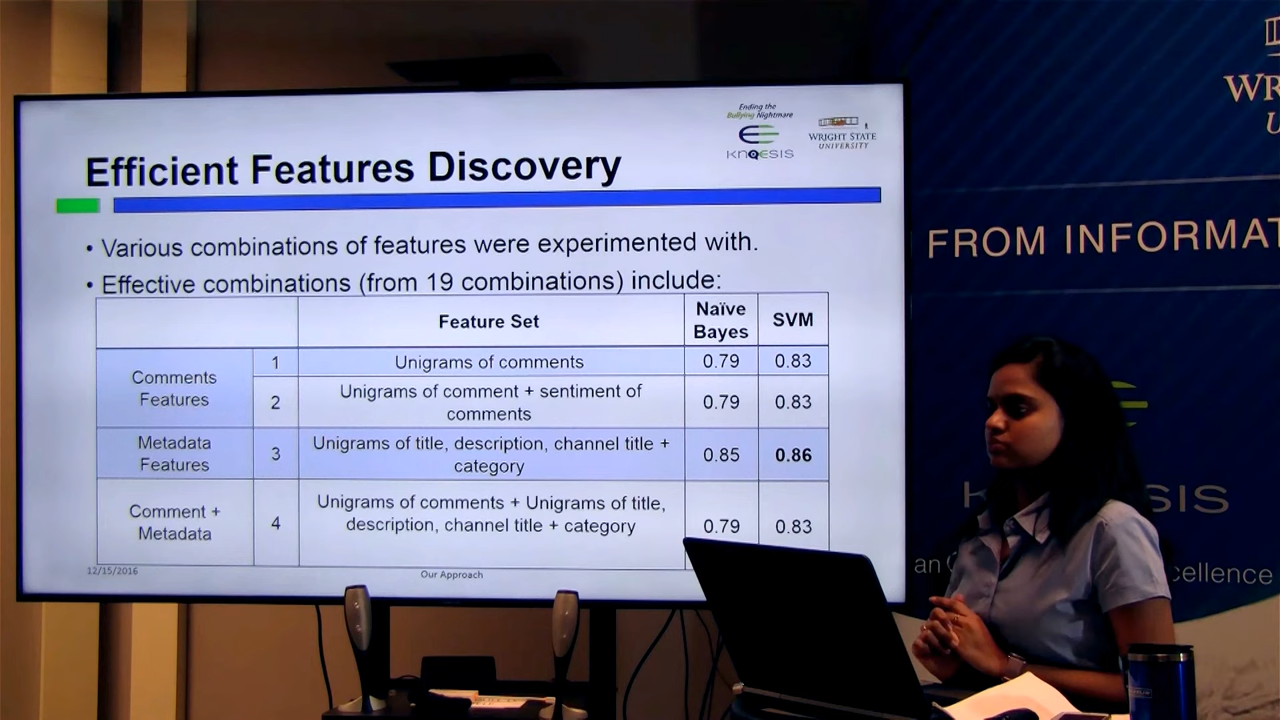 Ending the
Bullying Nightmare
KNOESIS
WRIGHT STATE
UNIVERSITY
Efficient Features Discovery
• Various combinations of features were experimented with.
• Effective combinations (from 19 combinations) include:
Feature Set
Naïve
Bayes
SVM
Comments
Features
1
Unigrams of comments
0.79
0.83
2
Unigrams of comment + sentiment of
comments
0.79
0.83
Metadada
Features
3
Unigrams of title, description, channel title +
category
0.85
0.86
Comment +
Metadata
4
Unigrams of comments + Unigrams of title,
description, channel title + category
0.79
0.83
12/15/2016
Our Approach
WR
U
FROM INFORMAT
K
SIS
an
cellence